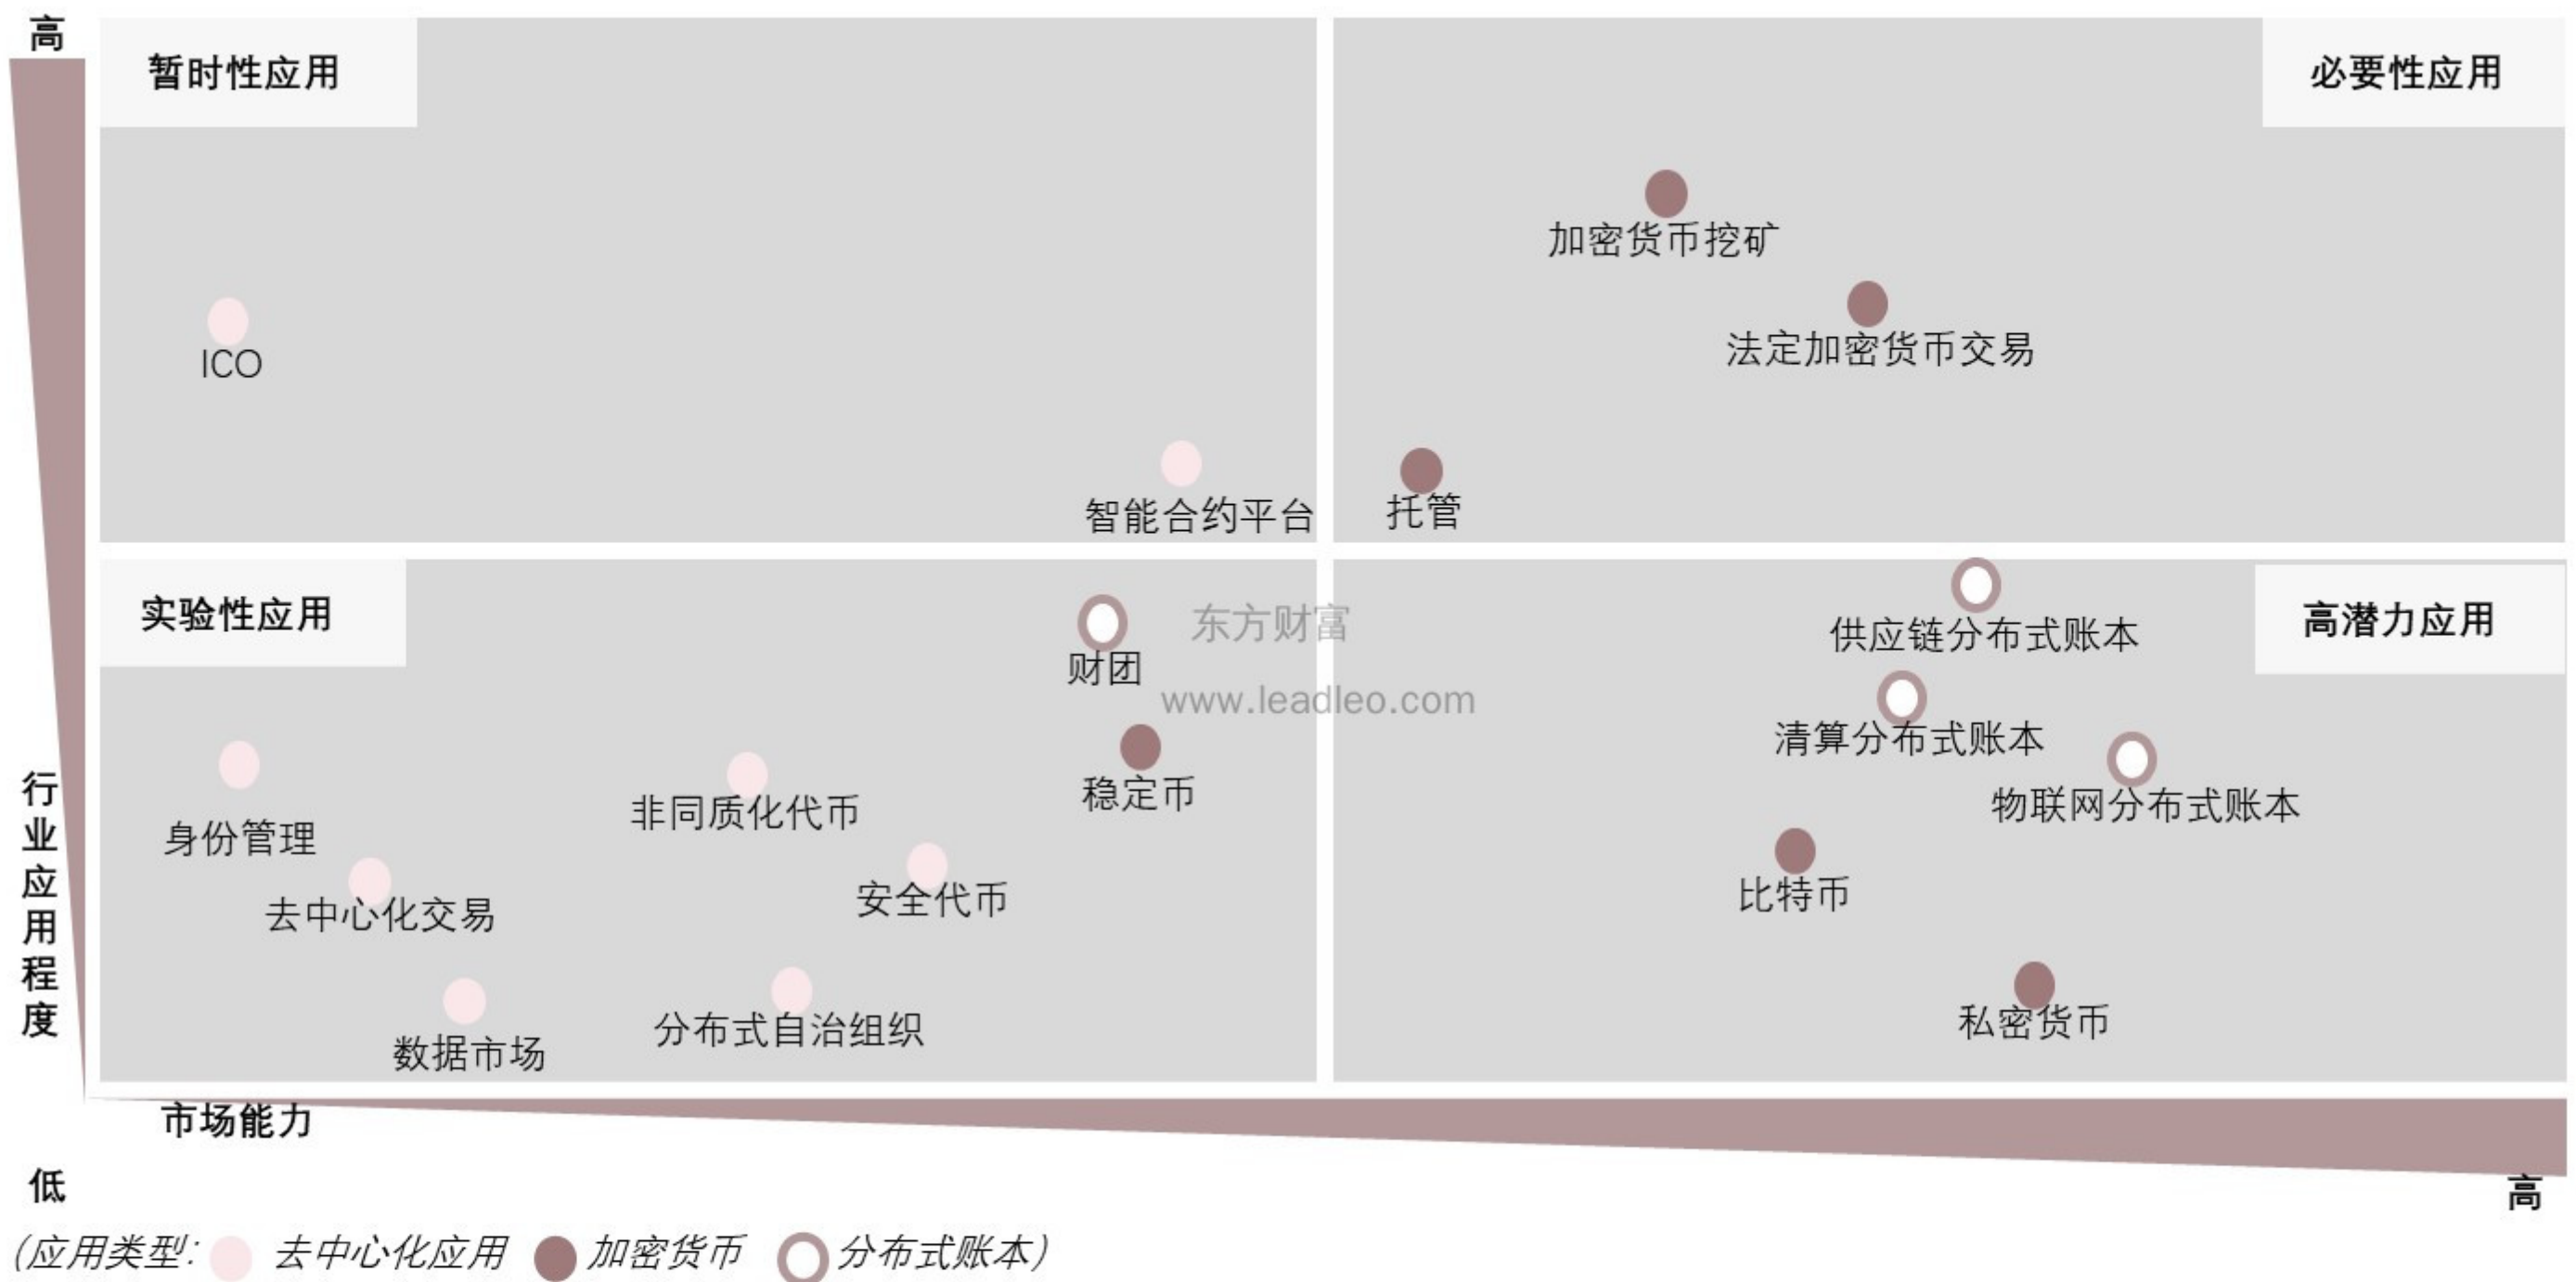 高
暂时性应用
必要性应用
加密货币挖矿
ICO
法定加密货币交易
智能合约平台
托管
实验性应用
高潜力应用
财团
东方财富
www.leadleo.com
供应链分布式账本
清算分布式账本
物联网分布式账本
稳定币
身份管理
非同质化代币
去中心化交易
安全代币
比特币
数据市场
分布式自治组织
私密货币
行业应用程度
市场能力
低
高
(应用类型: 去中心化应用 加密货币 分布式账本)